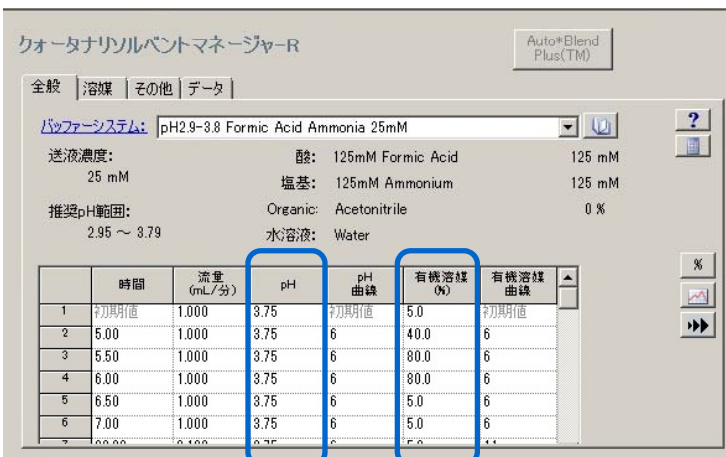 クォータナリソルベントマネージャ-R
Auto*Blend
Plus(TM)
全般 溶媒 その他 データ
バッファーシステム: pH2.9-3.8 Formic Acid Ammonia 25mM
?
送液濃度: 酸: 125mM Formic Acid 125 mM
25 mM 塩基: 125mM Ammonium 125 mM
推奨pH範囲: Organic: Acetonitrile 0 %
2.95 ～ 3.79 水溶液: Water
%
時間 流量
(mL/分) pH pH
曲線 有機溶媒
(%) 有機溶媒
曲線
1 初期値 1.000 3.75 初期値 5.0 初期値
2 5.00 1.000 3.75 6 40.0 6
3 5.50 1.000 3.75 6 80.0 6
4 6.00 1.000 3.75 6 80.0 6
5 6.50 1.000 3.75 6 5.0 6
6 7.00 1.000 3.75 6 5.0 6